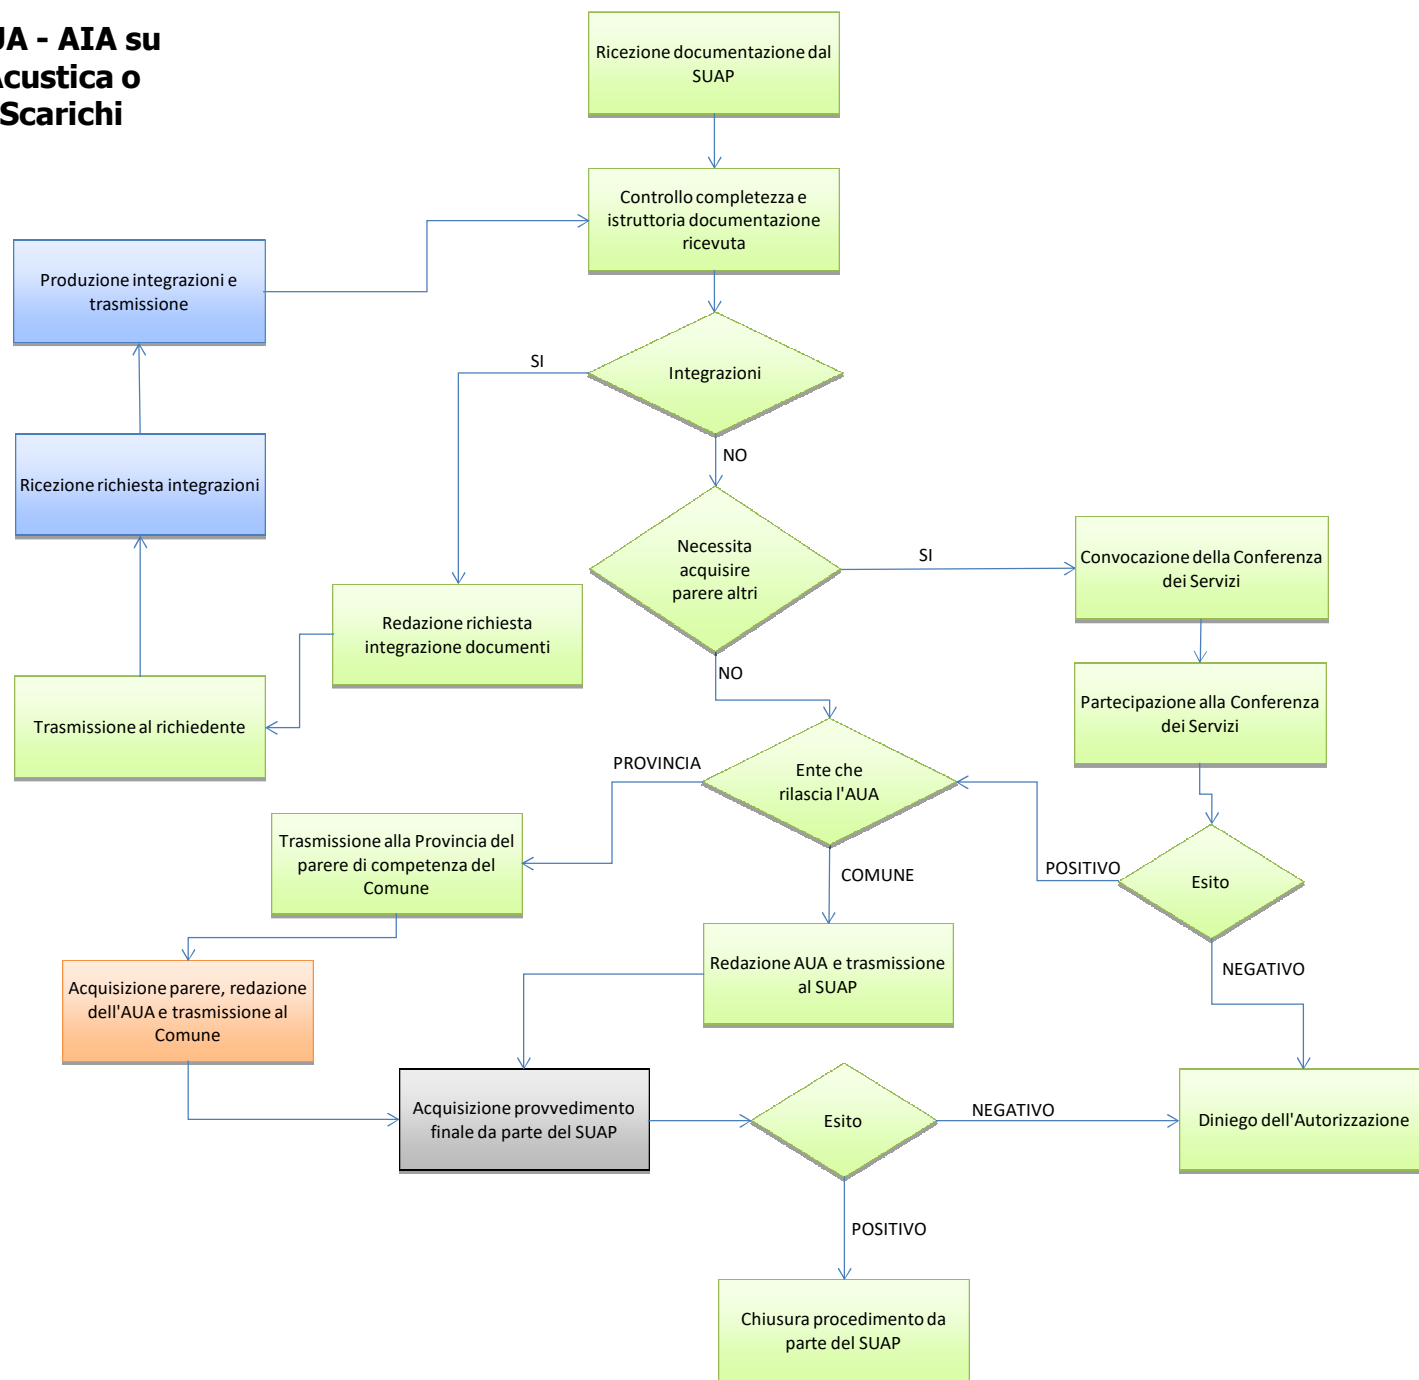 UA - AIA su
Acustica o
Scarichi
Ricezione documentazione dal
SUAP
Controllo completezza e
istruttoria documentazione
ricevuta
Produzione integrazioni e
trasmissione
SI
Integrazioni
NO
Ricezione richiesta integrazioni
Necessita
acquisire
parere altri
SI
Convocazione della Conferenza
dei Servizi
Redazione richiesta
integrazione documenti
NO
Trasmissione al richiedente
Partecipazione alla Conferenza
dei Servizi
PROVINCIA
Ente che
rilascia l'AUA
Trasmissione alla Provincia del
parere di competenza del
Comune
COMUNE
POSITIVO
Esito
Redazione AUA e trasmissione
al SUAP
NEGATIVO
Acquisizione parere, redazione
dell'AUA e trasmissione al
Comune
Acquisizione provvedimento
finale da parte del SUAP
Esito
NEGATIVO
Diniego dell'Autorizzazione
POSITIVO
Chiusura procedimento da
parte del SUAP